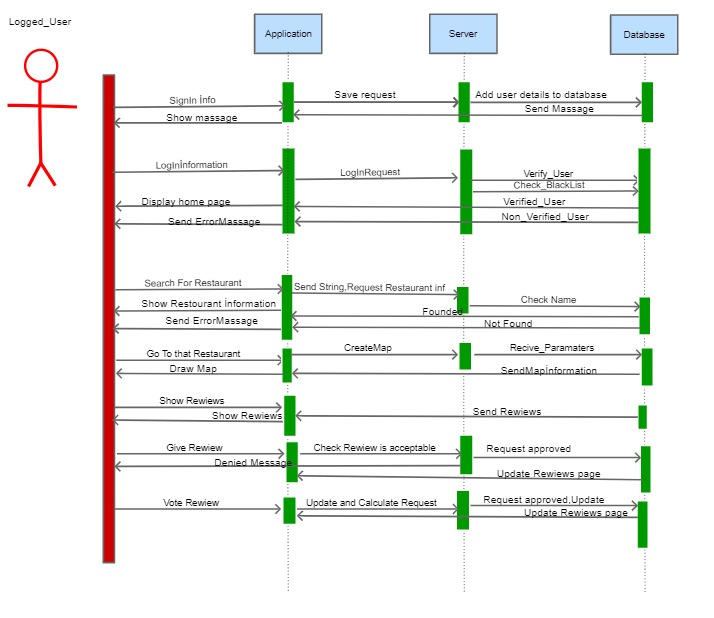 Logged_User
Application
Server
Database
SignIn İnfo
Save request
Add user details to database
Send Massage
Show massage
LogInİnformation
LogInRequest
Verify_User
Check_BlackList
Display home page
Verified_User
Send ErrorMassage
Non_Verified_User
Search For Restaurant
Send String,Request Restaurant inf
Check Name
Show Restourant İnformation
Founded
Send ErrorMassage
Not Found
Go To that Restaurant
CreateMap
Recive_Paramaters
Draw Map
SendMapİnformation
Show Rewiews
Show Rewiews
Send Rewiews
Give Rewiew
Check Rewiew is acceptable
Request approved
Denied Message
Update Rewiews page
Vote Rewiew
Update and Calculate Request
Request approved,Update
Update Rewiews page